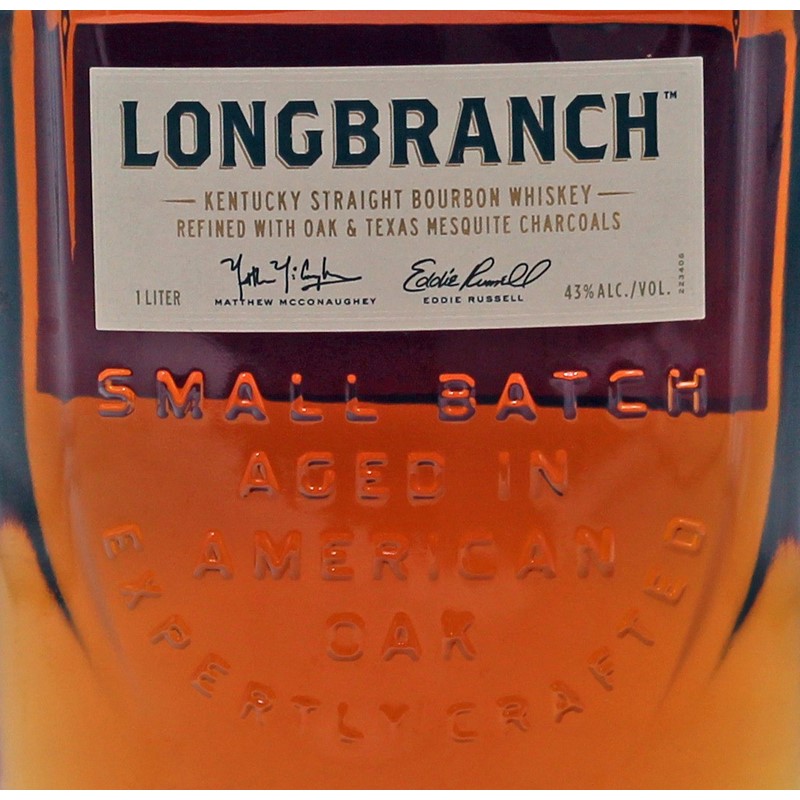 LONGBRANCH™
KENTUCKY STRAIGHT BOURBON WHISKEY
REFINED WITH OAK & TEXAS MESQUITE CHARCOALS
Eddie Russell
1 LITER
MATTHEW MCCONAUGHEY
EDDIE RUSSELL
43% ALC./VOL.
223406
SMALL BATCH
AGED IN
AMERICAN
OAK
EXPERTLY CRAFTED